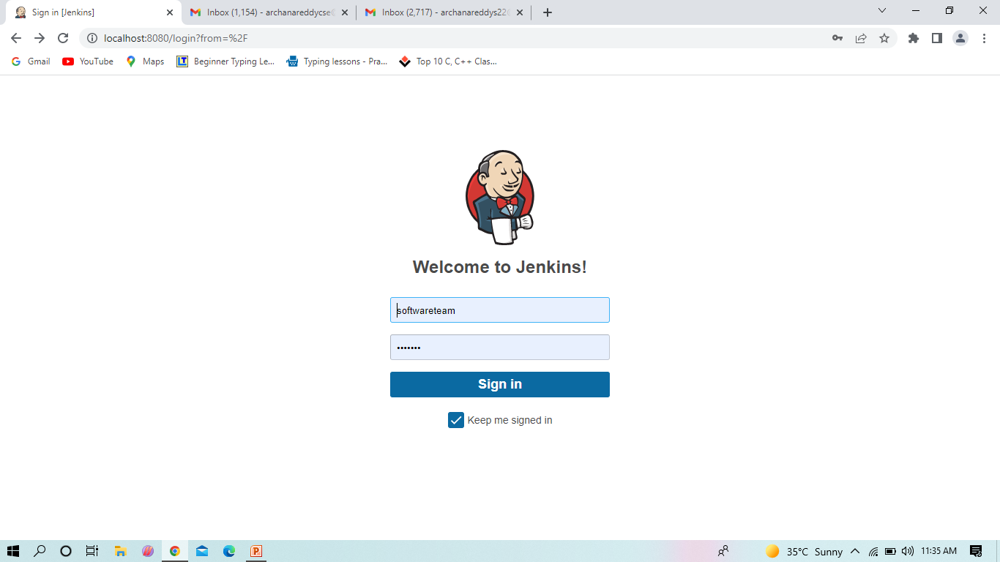 Sign in [Jenkins]
Inbox (1,154) - archanareddycse
Inbox (2,717) - archanareddys22
localhost:8080/login?from=%2F
Gmail
YouTube
Maps
Beginner Typing Le...
Typing lessons - Pra...
Top 10 C, C++ Clas...
Welcome to Jenkins!
softwareteam
•••••••
Sign in
Keep me signed in
35°C Sunny
11:35 AM